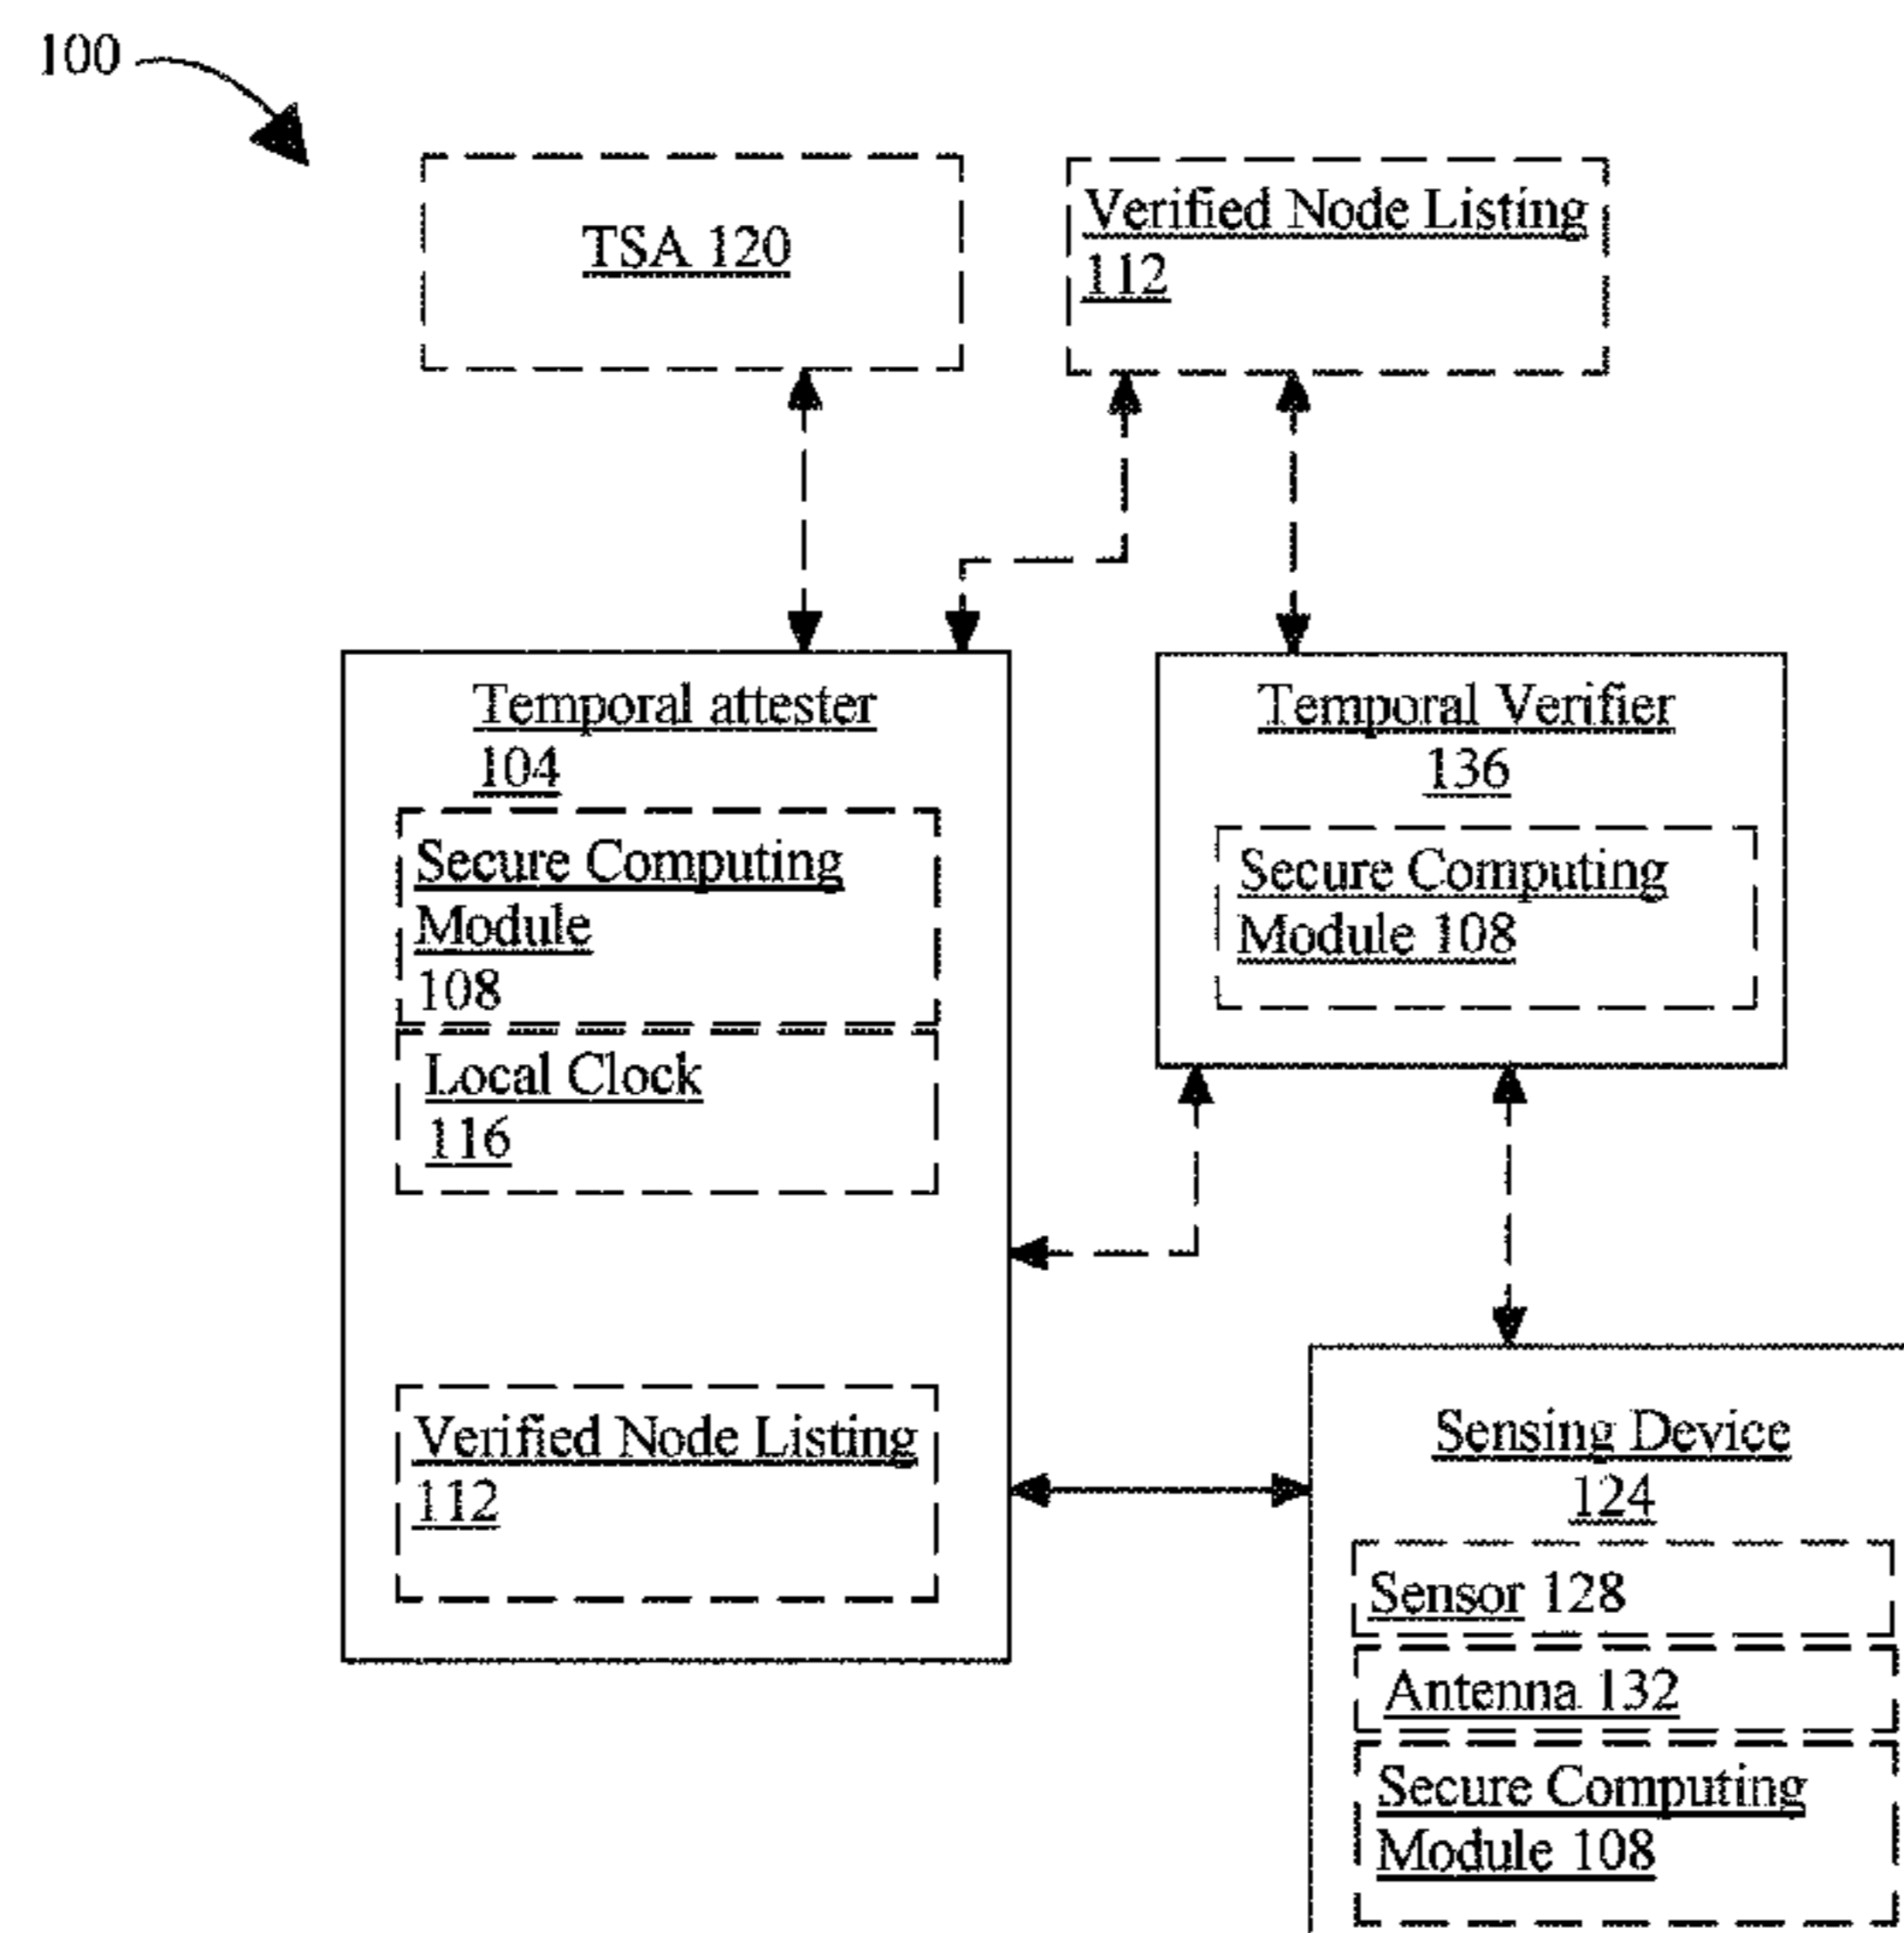 100
TSA 120
Verified Node Listing
112
Temporal attester
104
Secure Computing
Module
108
Local Clock
116
Verified Node Listing
112
Temporal Verifier
136
Secure Computing
Module 108
Sensing Device
124
Sensor 128
Antenna 132
Secure Computing
Module 108